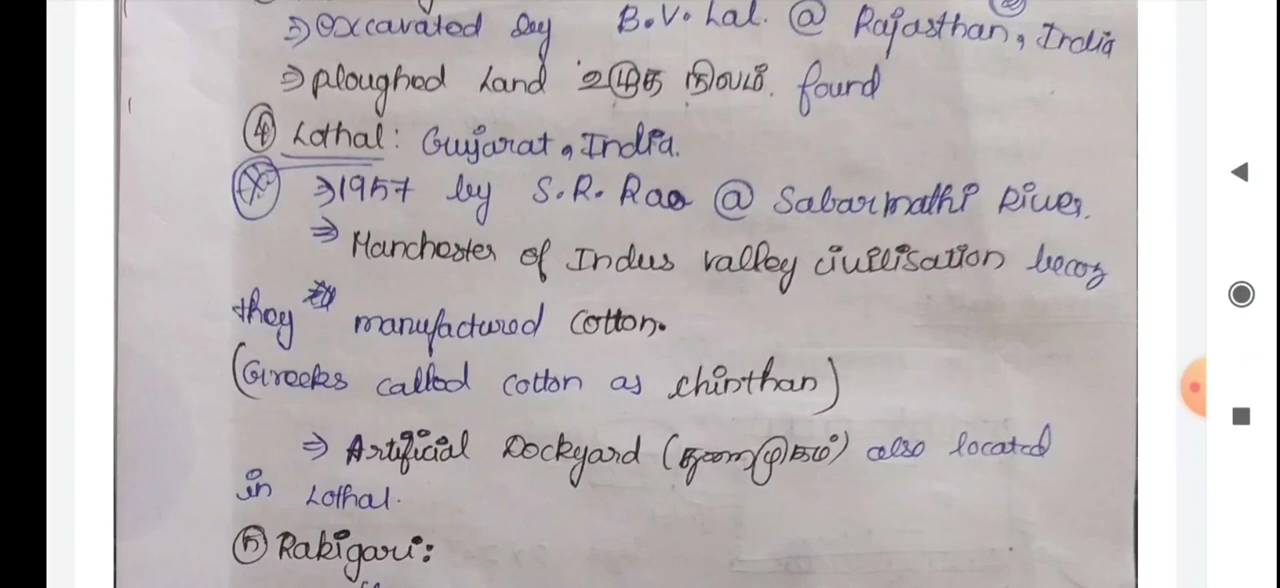 ⇒ excavated by B.V. Lal. @ Rajasthan, India
⇒ ploughed Land உழுத நிலம். found
④ Lothal: Gujarat, India.
⇒ 1957 by S.R. Rao @ Sabarmathi River.
⇒ Manchester of Indus valley civilisation becoz
they manufactured cotton.
(Greeks called cotton as chinthan)
⇒ Artificial Dockyard (துறைமுகம்) also located
in Lothal.
⑤ Rakigari: